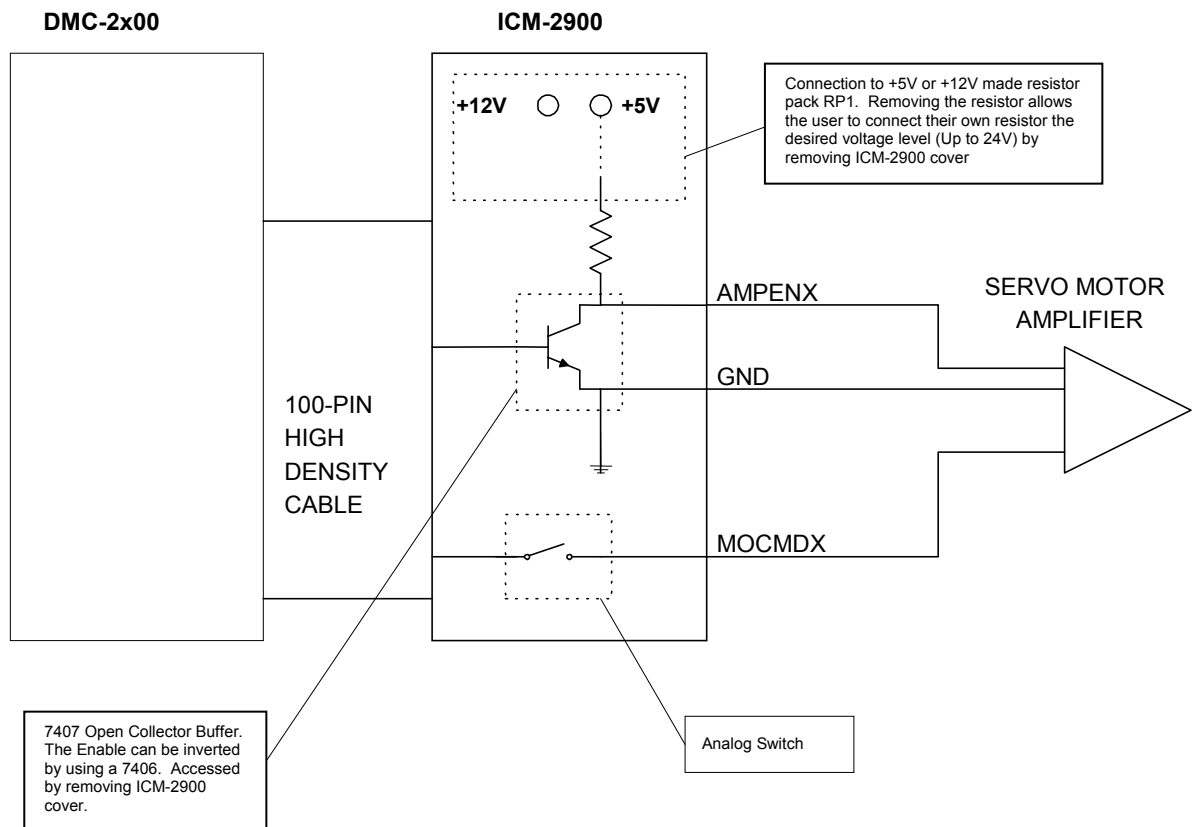 DMC-2x00
ICM-2900
+12V
+5V
Connection to +5V or +12V made resistor
pack RP1. Removing the resistor allows
the user to connect their own resistor the
desired voltage level (Up to 24V) by
removing ICM-2900 cover
AMPENX
SERVO MOTOR
AMPLIFIER
GND
100-PIN
HIGH
DENSITY
CABLE
MOCMDX
7407 Open Collector Buffer.
The Enable can be inverted
by using a 7406. Accessed
by removing ICM-2900
cover.
Analog Switch